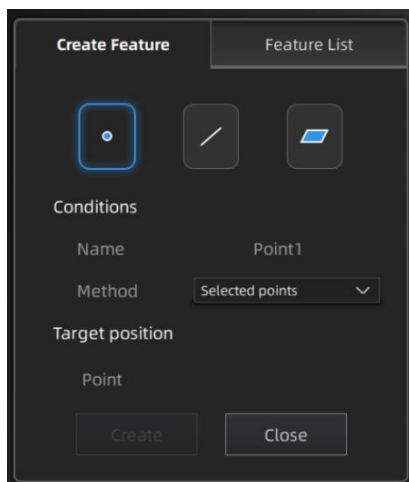 Create Feature
Feature List
Conditions
Name Point1
Method Selected points
Target position
Point
Create Close